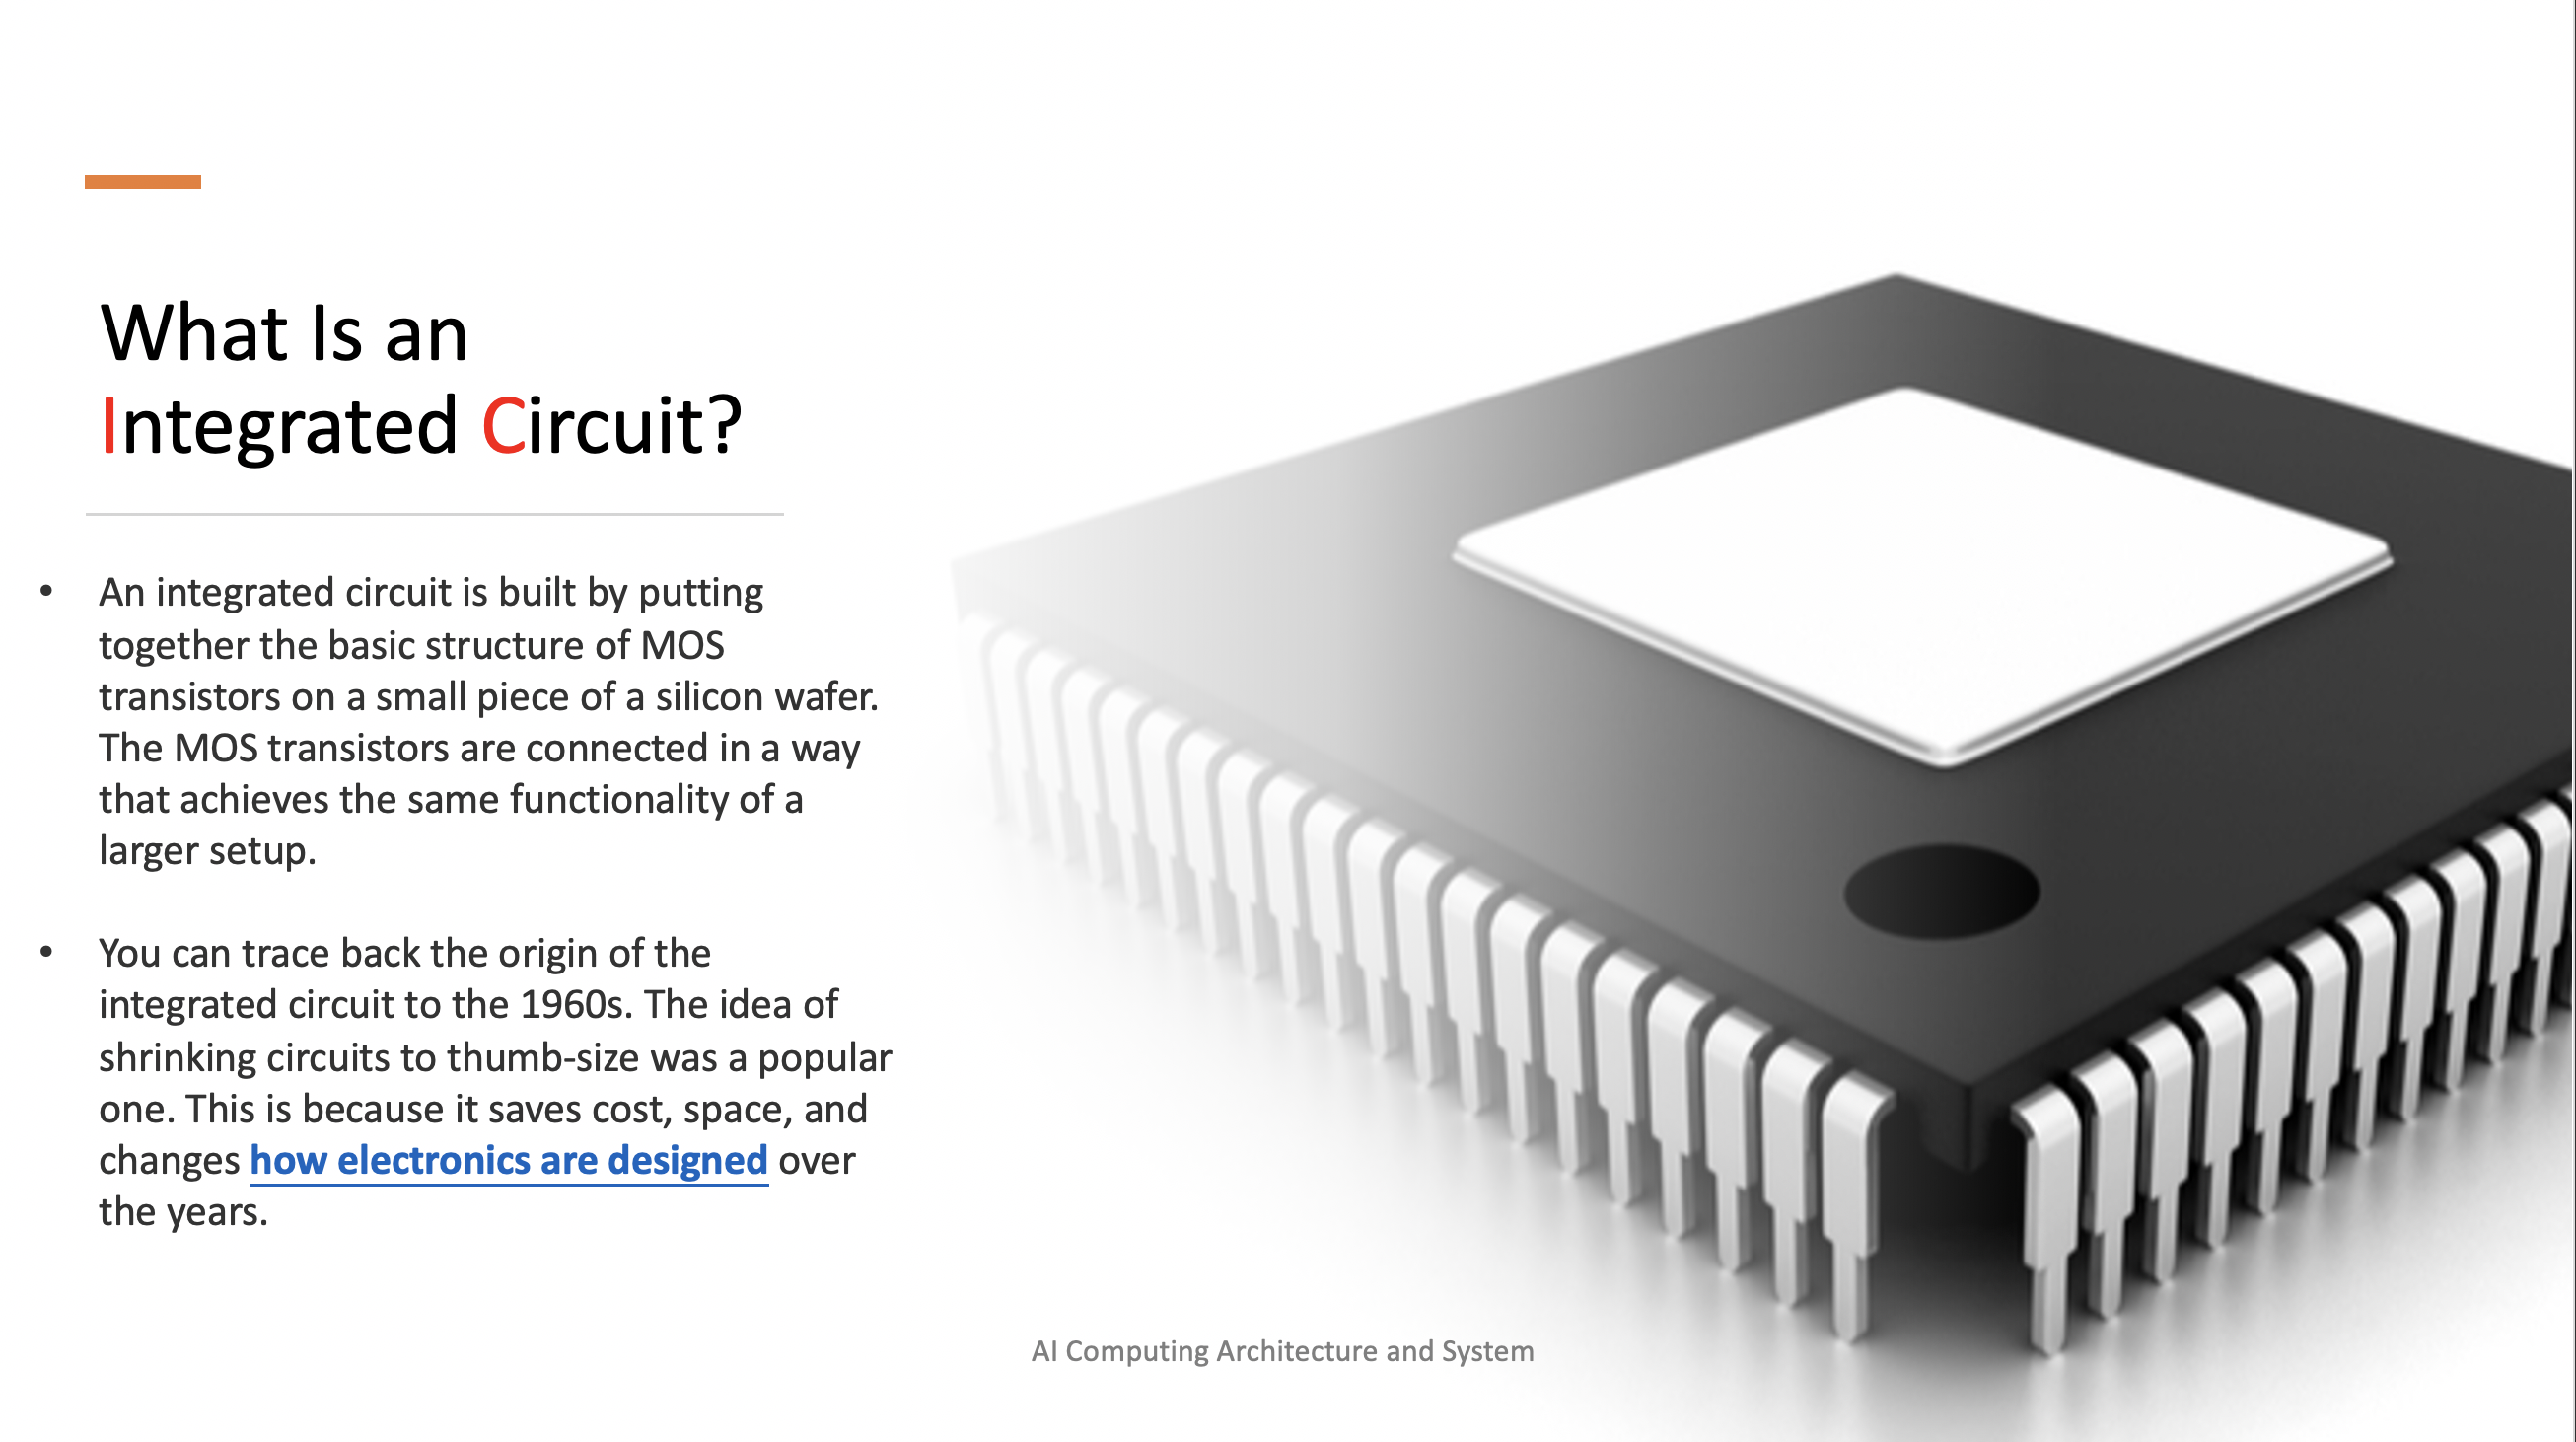 What Is an
Integrated Circuit?
• An integrated circuit is built by putting
together the basic structure of MOS
transistors on a small piece of a silicon wafer.
The MOS transistors are connected in a way
that achieves the same functionality of a
larger setup.
• You can trace back the origin of the
integrated circuit to the 1960s. The idea of
shrinking circuits to thumb-size was a popular
one. This is because it saves cost, space, and
changes how electronics are designed over
the years.
AI Computing Architecture and System